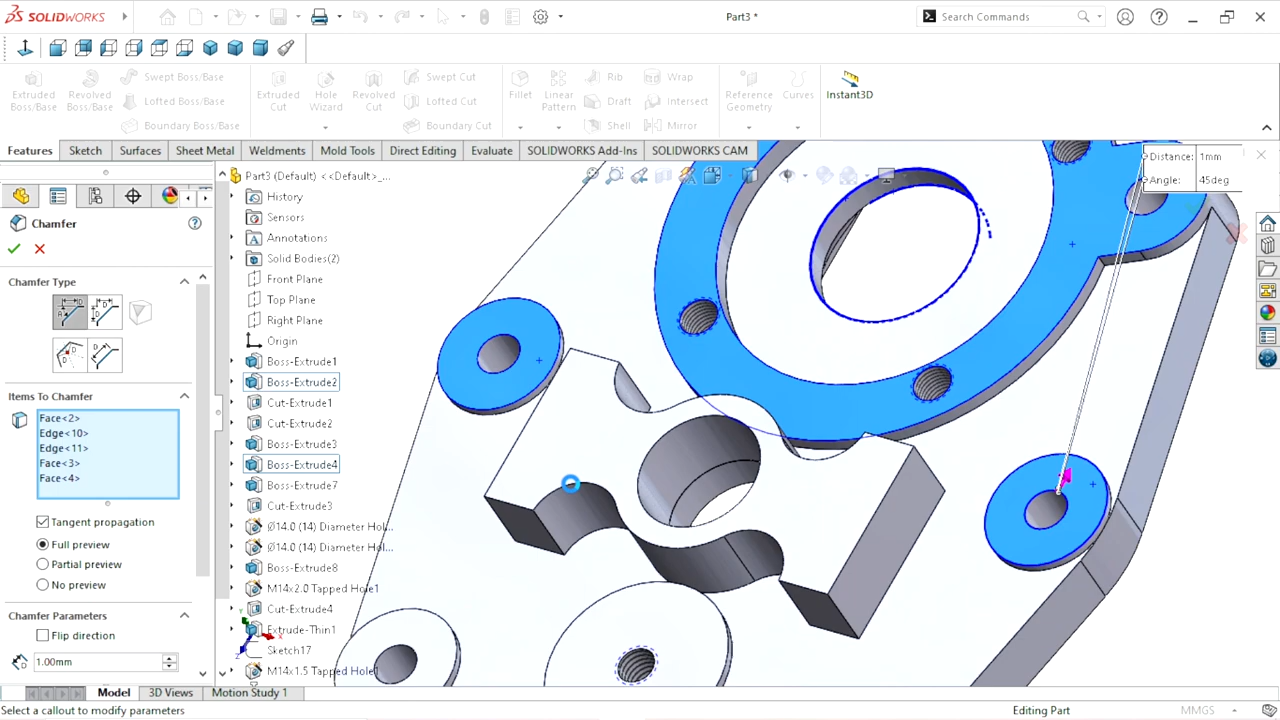 SOLIDWORKS
Part3 *
Search Commands
Extruded Boss/Base
Revolved Boss/Base
Swept Boss/Base
Lofted Boss/Base
Boundary Boss/Base
Extruded Cut
Hole Wizard
Revolved Cut
Swept Cut
Lofted Cut
Boundary Cut
Fillet
Linear Pattern
Rib
Draft
Shell
Wrap
Intersect
Mirror
Reference Geometry
Curves
Instant3D
Features
Sketch
Surfaces
Sheet Metal
Weldments
Mold Tools
Direct Editing
Evaluate
SOLIDWORKS Add-Ins
SOLIDWORKS CAM
Chamfer
Chamfer Type
Items To Chamfer
Face<2>
Edge<10>
Edge<11>
Face<3>
Face<4>
Tangent propagation
Full preview
Partial preview
No preview
Chamfer Parameters
Flip direction
1.00mm
Part3 (Default) <<Default>_...
History
Sensors
Annotations
Solid Bodies(2)
Front Plane
Top Plane
Right Plane
Origin
Boss-Extrude1
Boss-Extrude2
Cut-Extrude1
Cut-Extrude2
Boss-Extrude3
Boss-Extrude4
Boss-Extrude7
Cut-Extrude3
Ø14.0 (14) Diameter Hol...
Ø14.0 (14) Diameter Hol...
Boss-Extrude8
M14x2.0 Tapped Hole1
Cut-Extrude4
Extrude-Thin1
Sketch17
M14x1.5 Tapped Hole1
Distance: 1mm
Angle: 45deg
Model
3D Views
Motion Study 1
Select a callout to modify parameters
Editing Part
MMGS